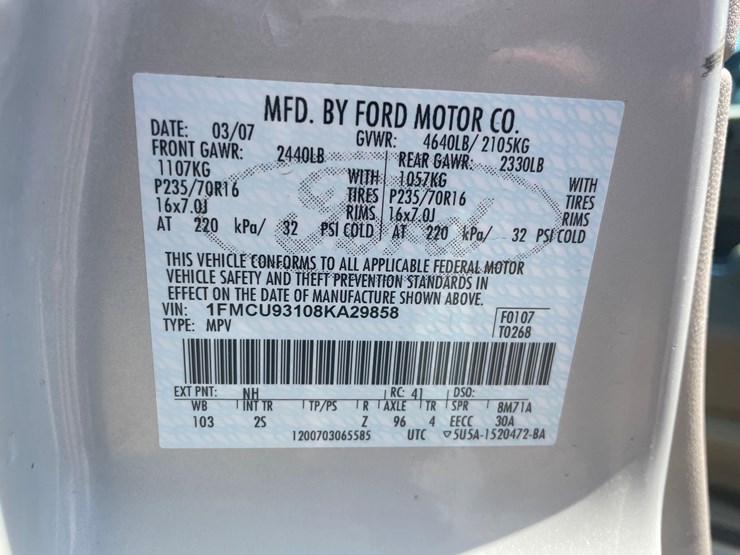 MFD. BY FORD MOTOR CO.
DATE: 03/07 GVWR: 4640LB/ 2105KG
FRONT GAWR: 2440LB REAR GAWR: 2330LB
1107KG WITH 1057KG WITH
P235/70R16 TIRES P235/70R16 TIRES
16x7.0J RIMS 16x7.0J RIMS
AT 220 kPa/ 32 PSI COLD AT 220 kPa/ 32 PSI COLD
THIS VEHICLE CONFORMS TO ALL APPLICABLE FEDERAL MOTOR
VEHICLE SAFETY AND THEFT PREVENTION STANDARDS IN
EFFECT ON THE DATE OF MANUFACTURE SHOWN ABOVE.
VIN: 1FMCU93108KA29858 F0107
TYPE: MPV T0268
EXT PNT: NH RC: 41 DSO:
WB INT TR TP/PS R AXLE TR SPR 8M71A
103 2S Z 96 4 EECC 30A
1200703065585 UTC ▽5U5A-1520472-BA
Ford